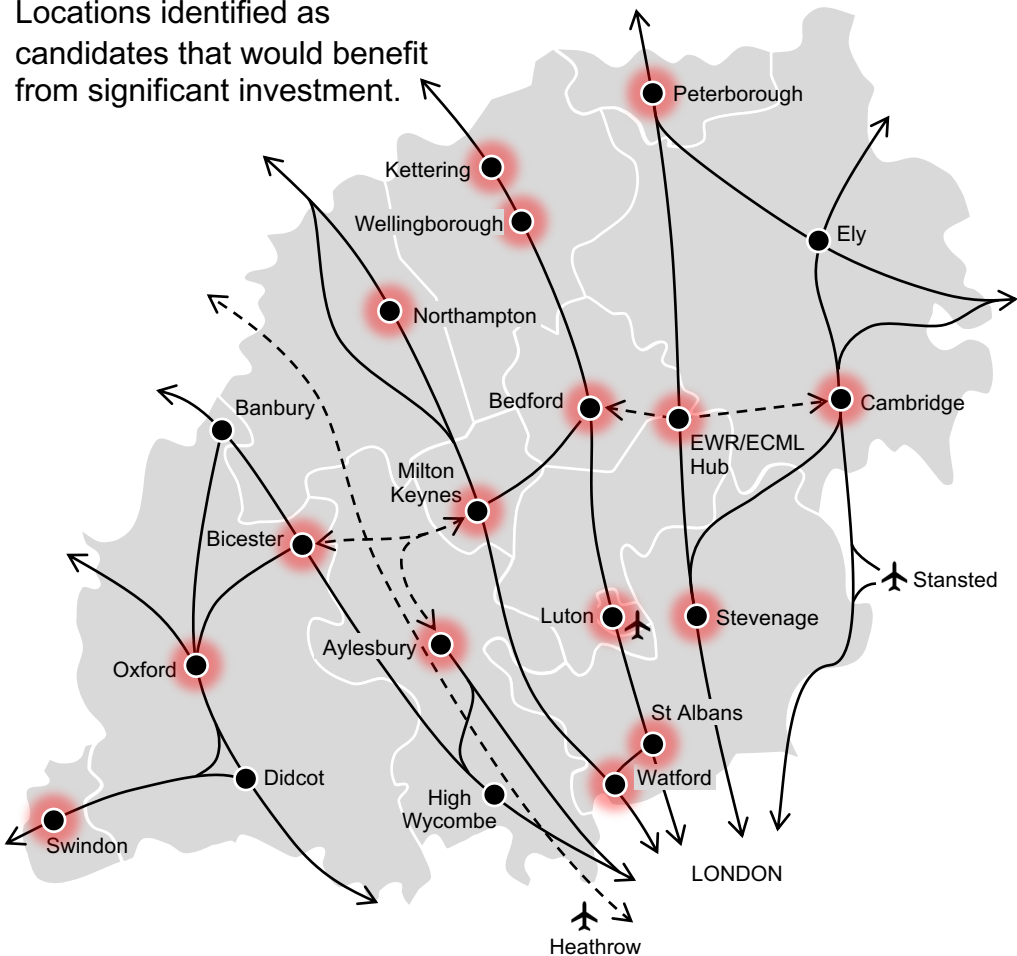 Locations identified as
candidates that would benefit
from significant investment.
Peterborough
Kettering
Wellingborough
Ely
Northampton
Bedford
Cambridge
Banbury
EWR/ECML
Hub
Milton
Keynes
Bicester
Stansted
Luton
Stevenage
Aylesbury
Oxford
St Albans
Didcot
Watford
High
Wycombe
Swindon
LONDON
Heathrow